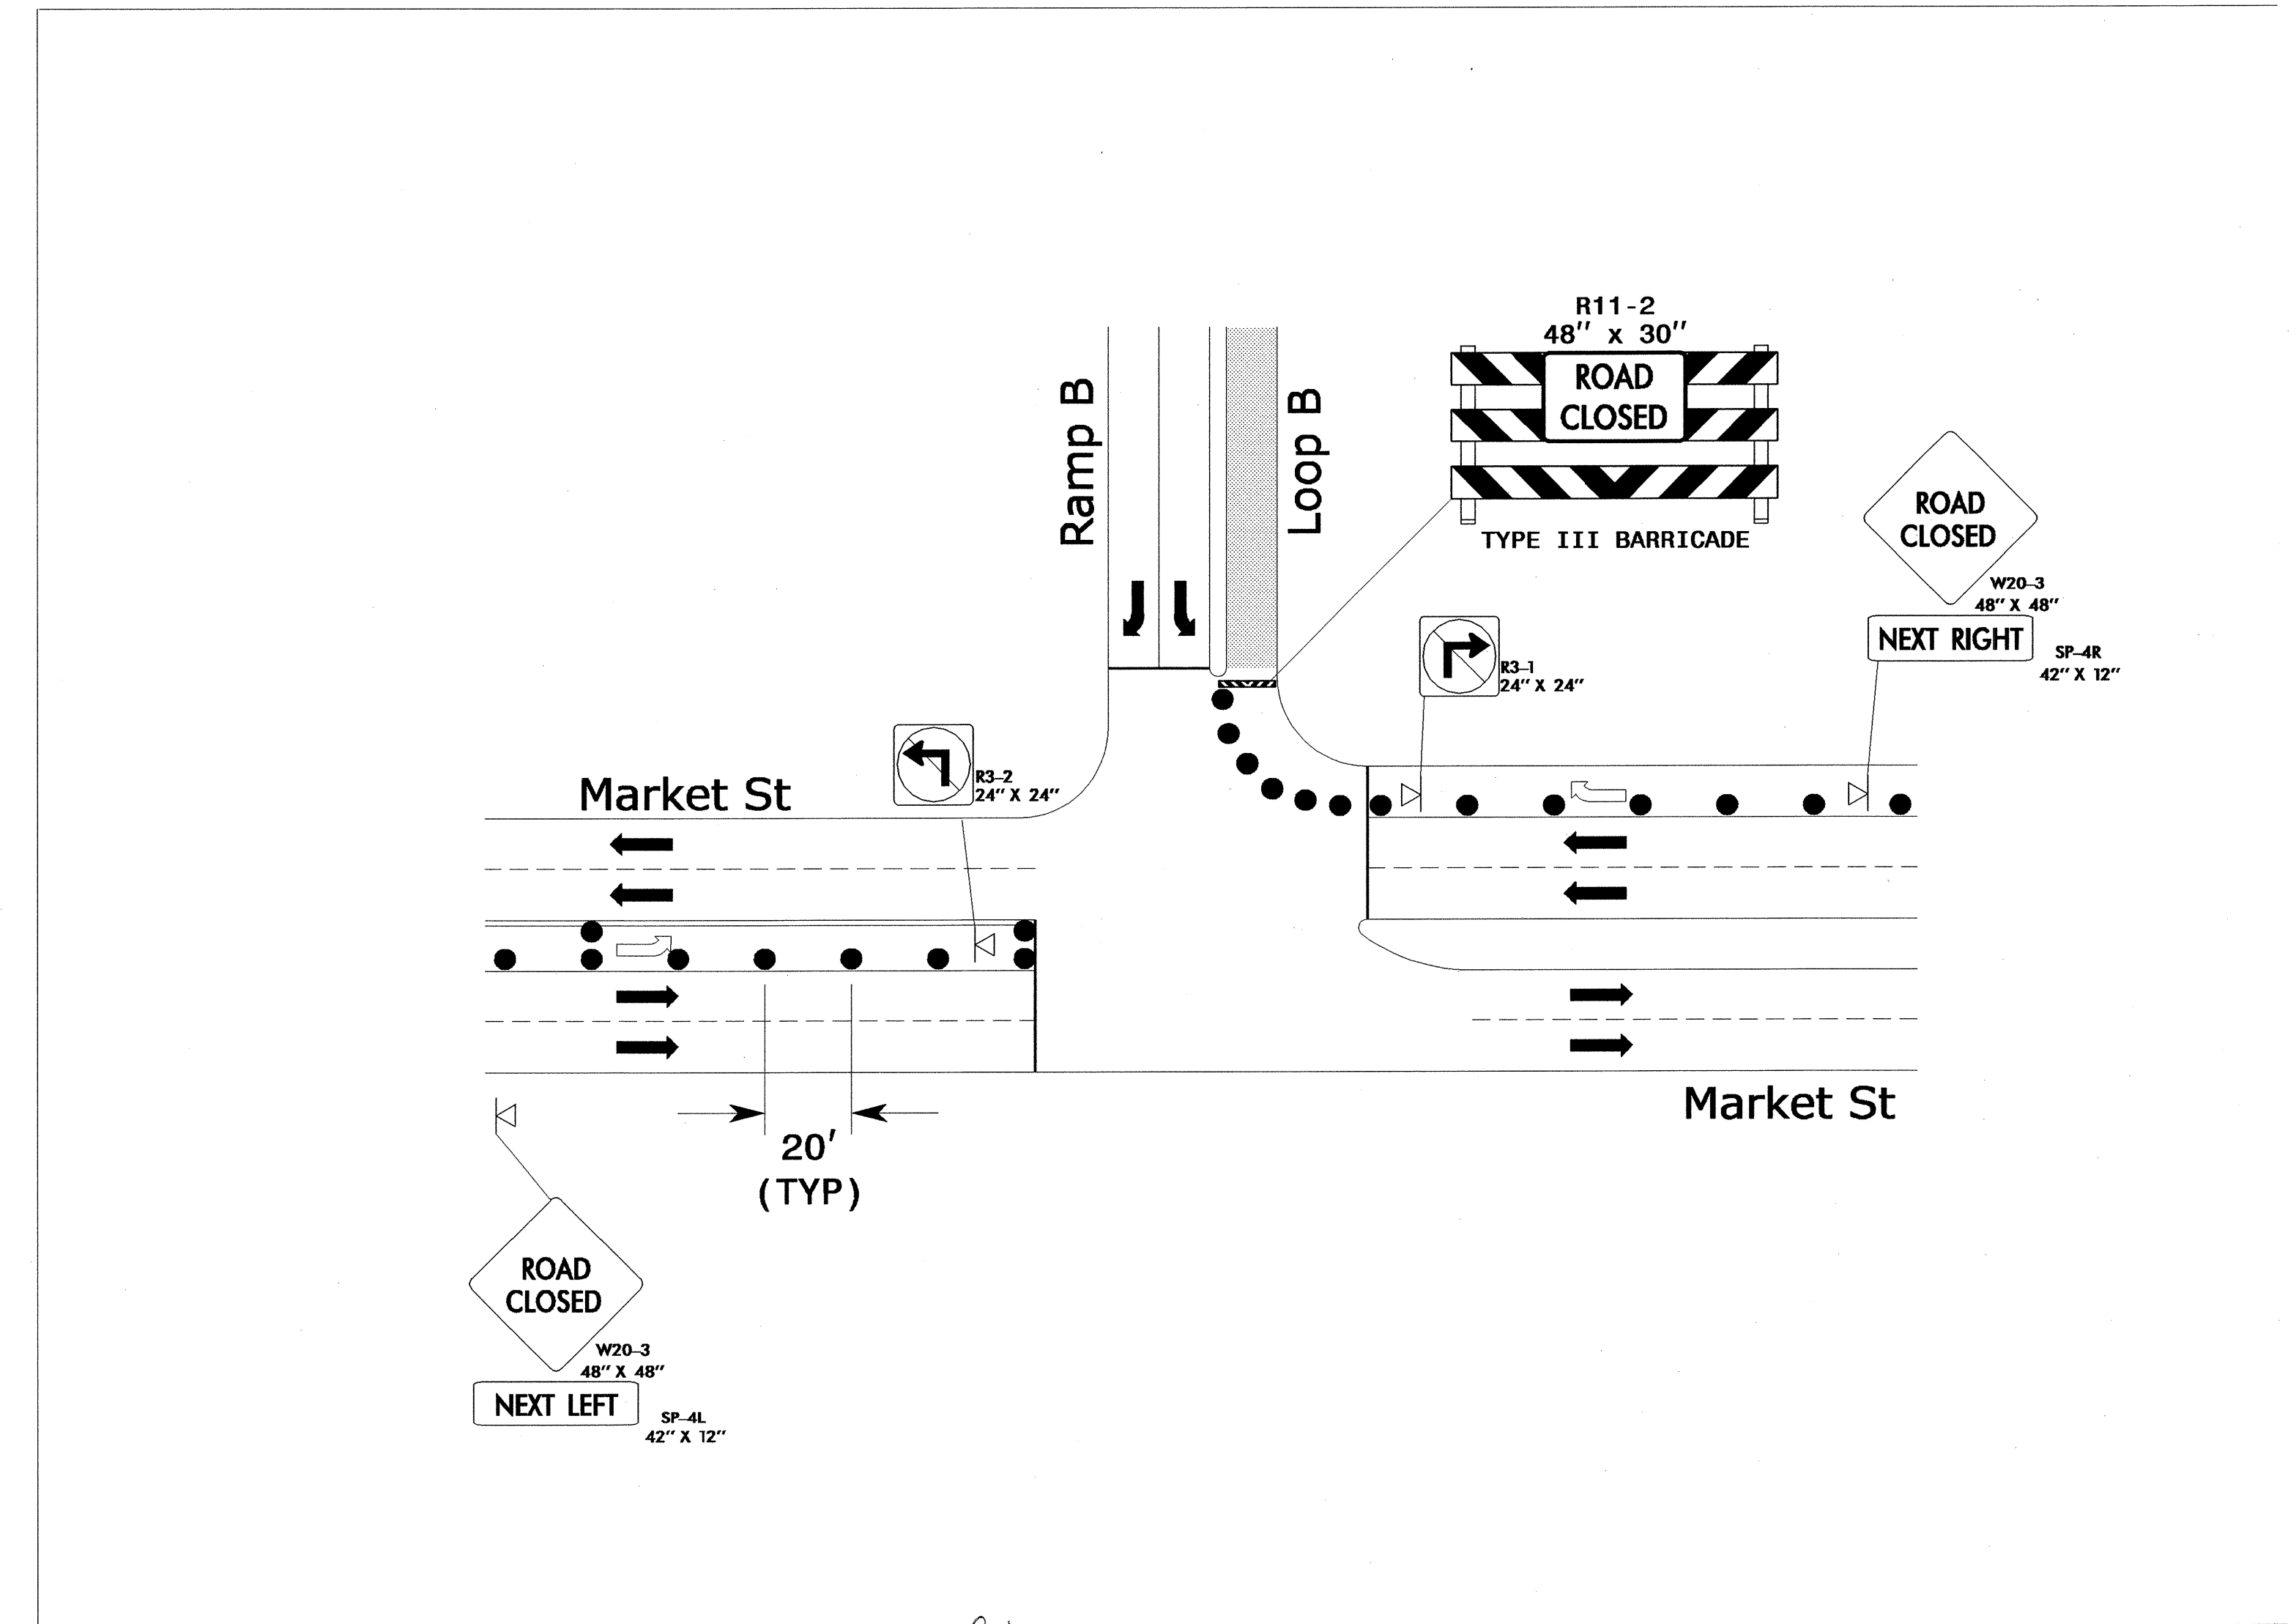 R11-2
48" x 30"
ROAD
CLOSED
TYPE III BARRICADE
Ramp B
Loop B
ROAD
CLOSED
W20-3
48" X 48"
NEXT RIGHT
SP-4R
42" X 12"
R3-1
24" X 24"
R3-2
24" X 24"
Market St
Market St
20'
(TYP)
ROAD
CLOSED
W20-3
48" X 48"
NEXT LEFT
SP-4L
42" X 12"